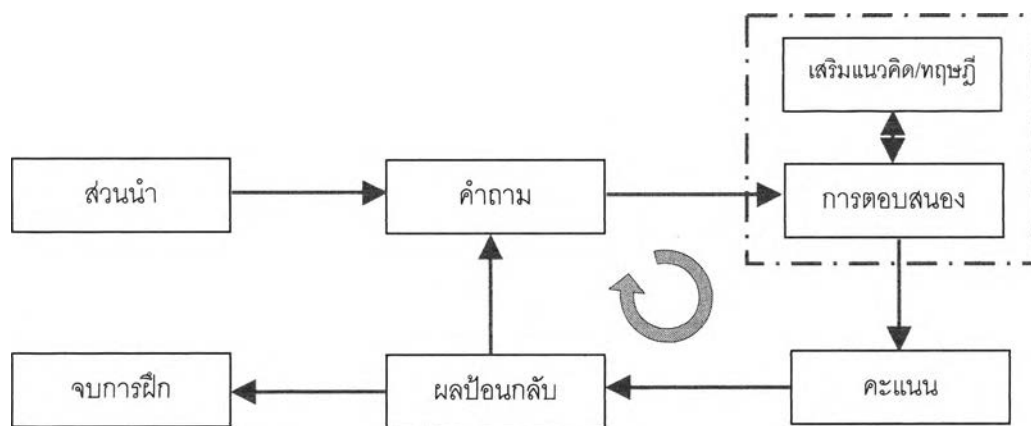 เสริมแนวคิด/ทฤษฎี
ส่วนนำ
คำถาม
การตอบสนอง
จบการฝึก
ผลป้อนกลับ
คะแนน